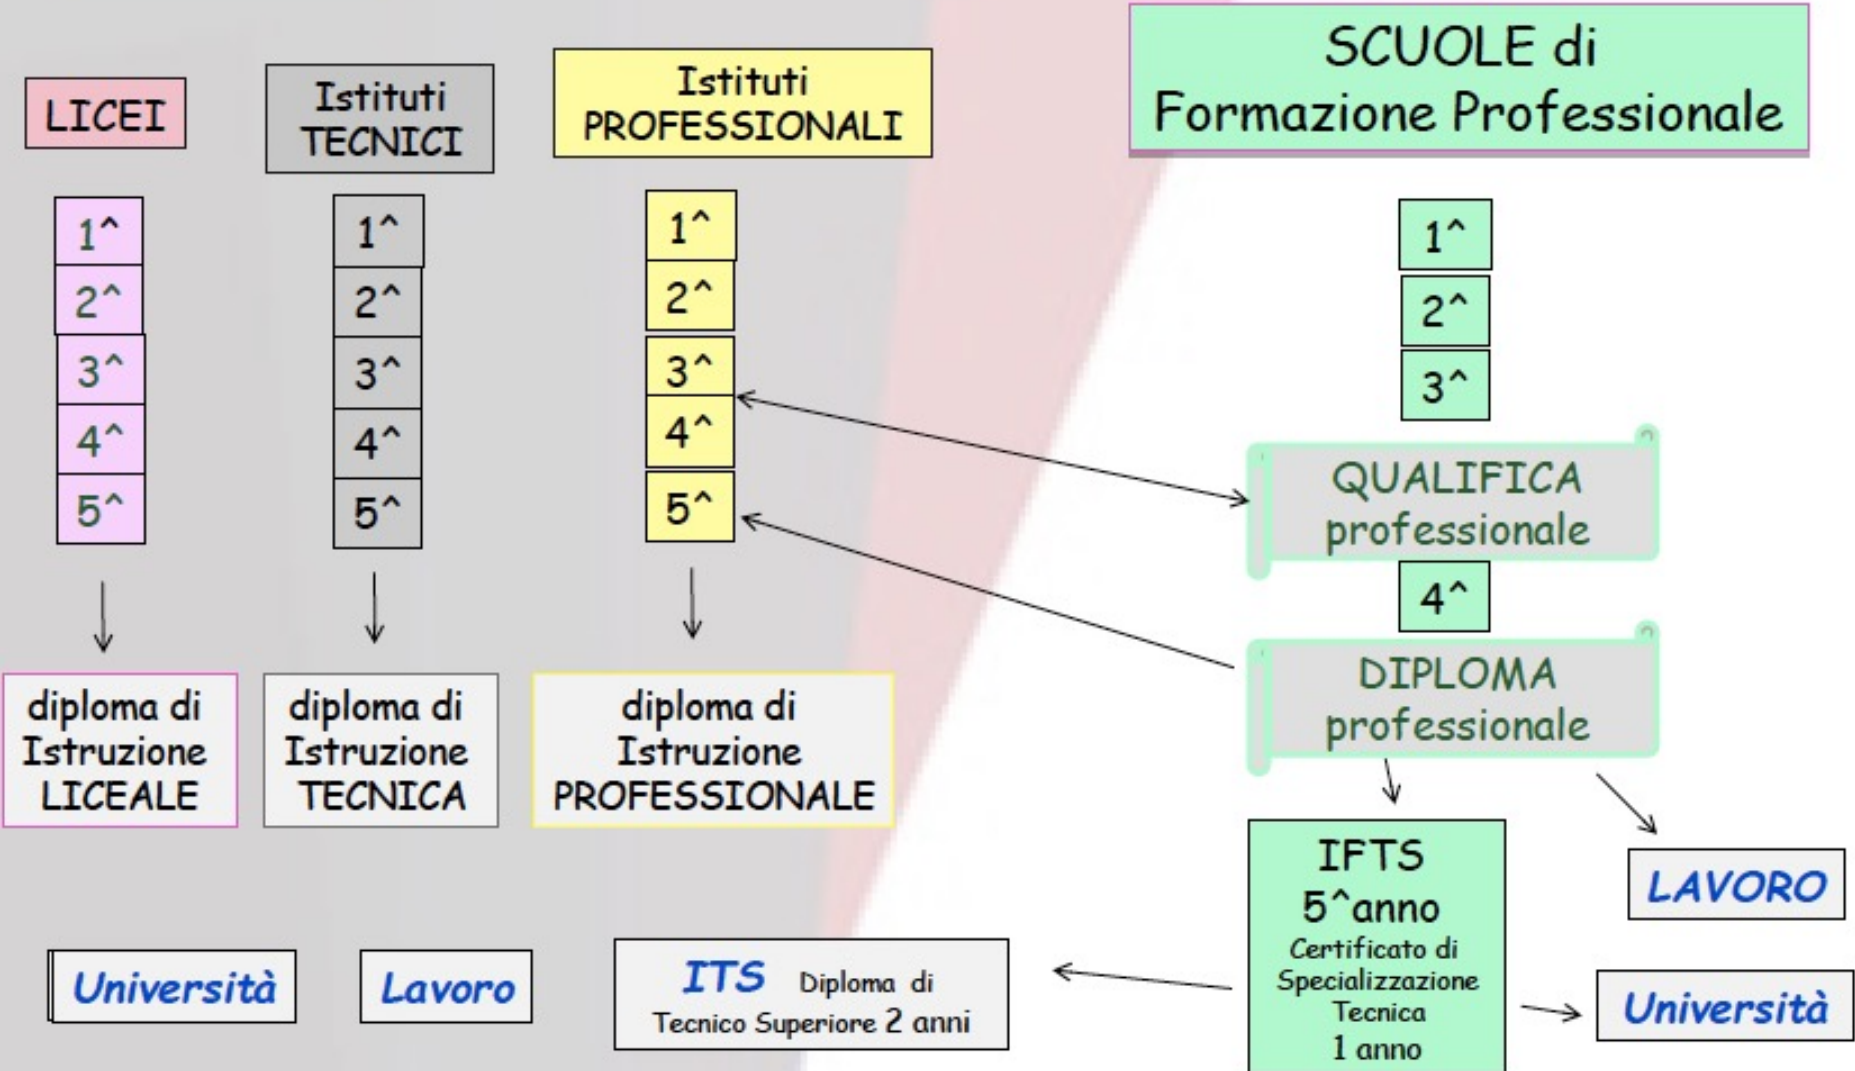 LICEI
1^
2^
3^
4^
5^
diploma di
Istruzione
LICEALE
Istituti
TECNICI
1^
2^
3^
4^
5^
diploma di
Istruzione
TECNICA
Istituti
PROFESSIONALI
1^
2^
3^
4^
5^
diploma di
Istruzione
PROFESSIONALE
Università
Lavoro
ITS Diploma di
Tecnico Superiore 2 anni
SCUOLE di
Formazione Professionale
1^
2^
3^
QUALIFICA
professionale
4^
DIPLOMA
professionale
IFTS
5^anno
Certificato di
Specializzazione
Tecnica
1 anno
LAVORO
Università